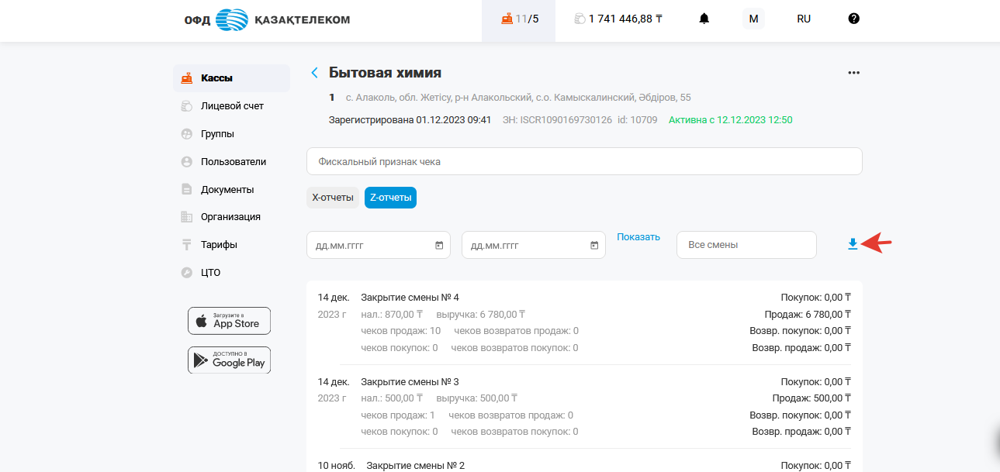 ОФД ҚАЗАҚТЕЛЕКОМ
11/5
1 741 446,88 ₸
M
RU
Кассы
Лицевой счет
Группы
Пользователи
Документы
Организация
Тарифы
ЦТО
Загрузите в
App Store
ДОСТУПНО В
Google Play
Бытовая химия
1 с. Алаколь, обл. Жетісу, р-н Алакольский, с.о. Камыскалинский, Әбдіров, 55
Зарегистрирована 01.12.2023 09:41 ЗН: ISCR1090169730126 id: 10709 Активна с 12.12.2023 12:50
Фискальный признак чека
X-отчеты Z-отчеты
дд.мм.гггг дд.мм.гггг Показать Все смены
14 дек. Закрытие смены № 4 Покупок: 0,00 ₸
2023 г нал.: 870,00 ₸ выручка: 6 780,00 ₸ Продаж: 6 780,00 ₸
чеков продаж: 10 чеков возвратов продаж: 0 Возвр. покупок: 0,00 ₸
чеков покупок: 0 чеков возвратов покупок: 0 Возвр. продаж: 0,00 ₸
14 дек. Закрытие смены № 3 Покупок: 0,00 ₸
2023 г нал.: 500,00 ₸ выручка: 500,00 ₸ Продаж: 500,00 ₸
чеков продаж: 1 чеков возвратов продаж: 0 Возвр. покупок: 0,00 ₸
чеков покупок: 0 чеков возвратов покупок: 0 Возвр. продаж: 0,00 ₸
10 нояб. Закрытие смены № 2 Покупок: 0,00 ₸